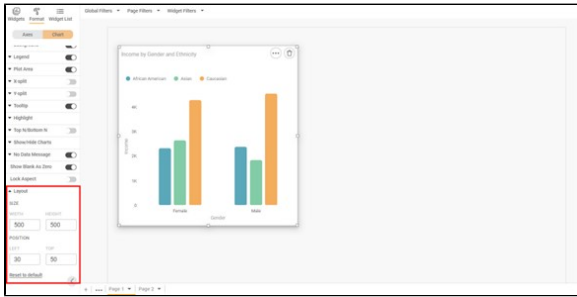 Global Filters Page Filters Widget Filters
Widgets Format Widget List
Data Chart
Legend
Plot Area
X-split
Y-split
Tooltip
Highlight
Top N/Bottom N
Show/Hide Charts
No Data Message
Show Blank As Zero
Lock Aspect
Layout
SIZE
WIDTH HEIGHT
500 500
POSITION
LEFT TOP
30 50
Reset to default
Income by Gender and Ethnicity
African American Asian Caucasian
Income
0
Female Male
Gender
+ Page 1 Page 2